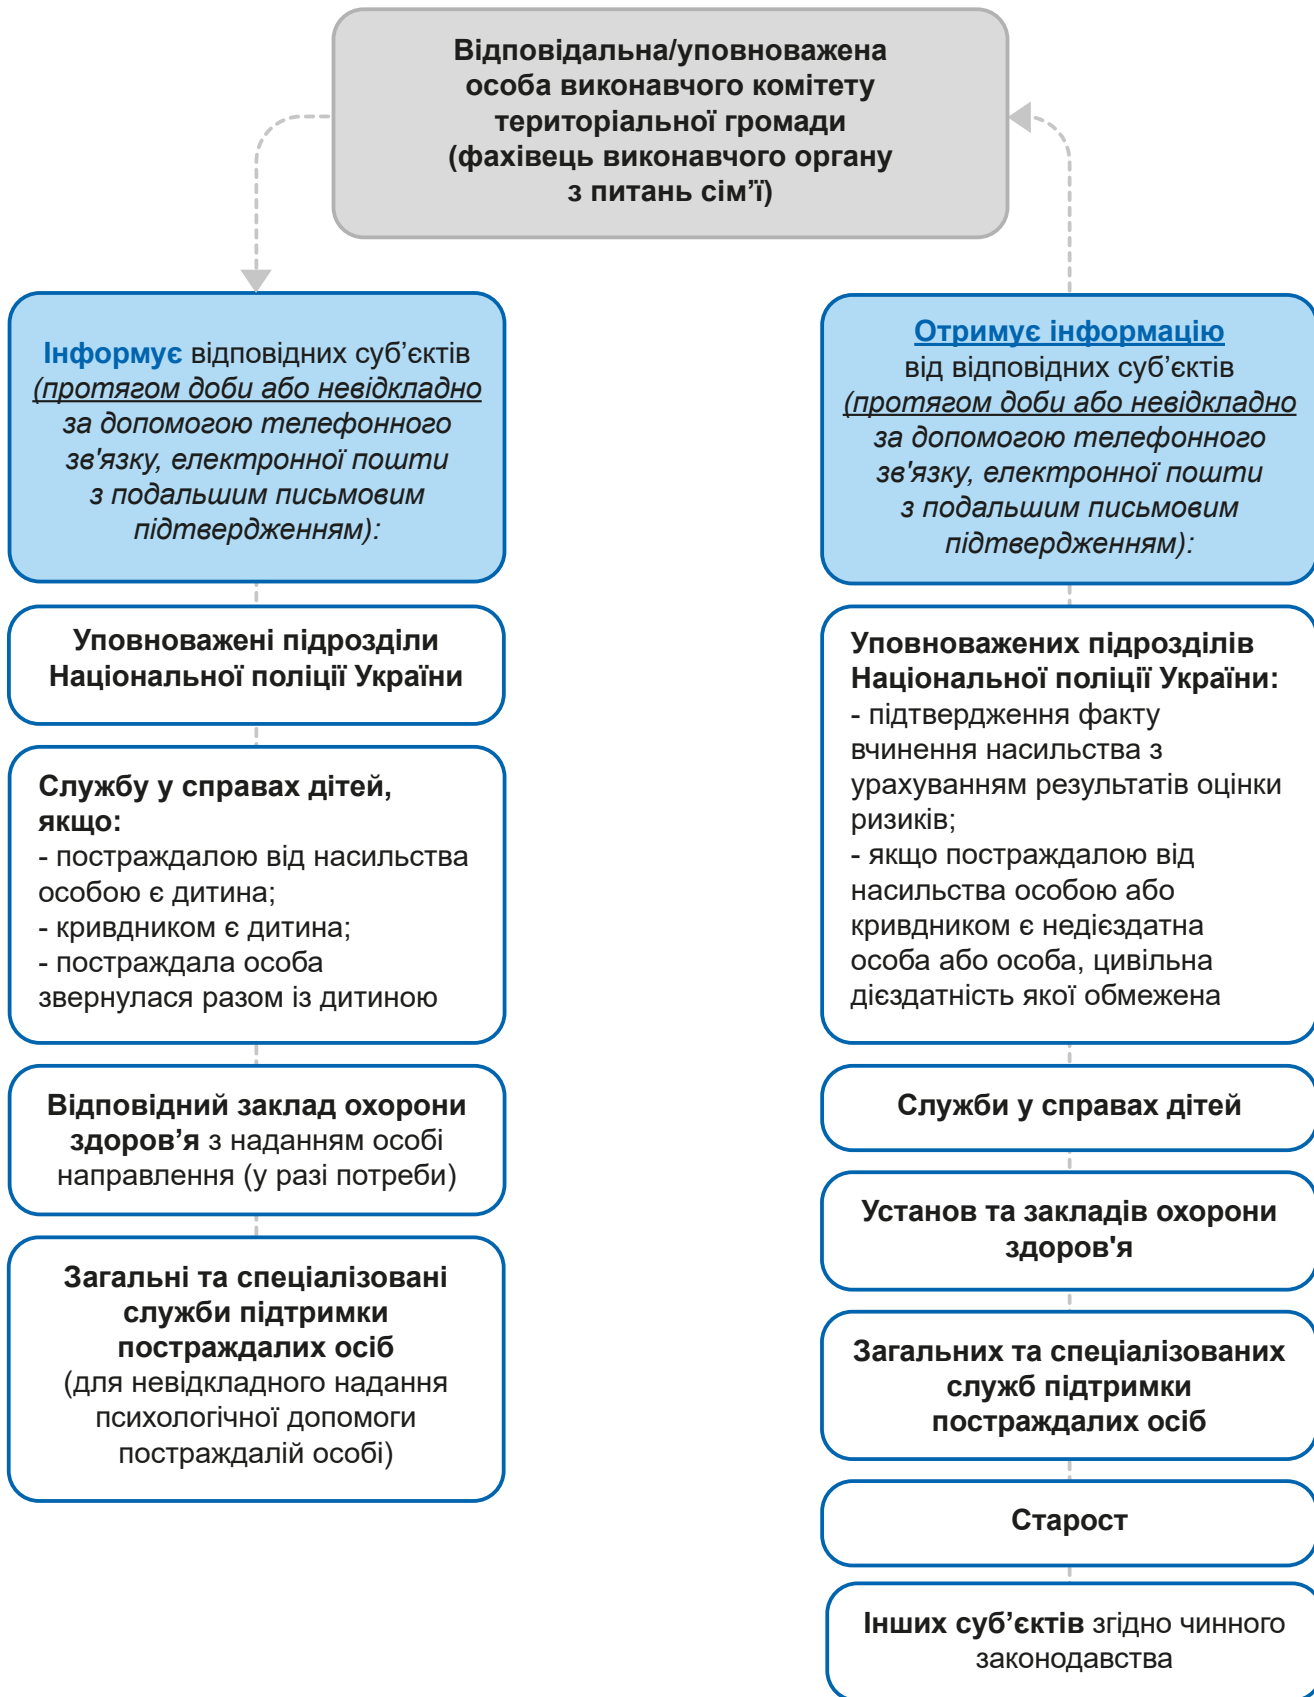 Відповідальна/уповноважена
особа виконавчого комітету
територіальної громади
(фахівець виконавчого органу
з питань сім’ї)
Інформує відповідних суб’єктів
(протягом доби або невідкладно
за допомогою телефонного
зв'язку, електронної пошти
з подальшим письмовим
підтвердженням):
Уповноважені підрозділи
Національної поліції України
Службу у справах дітей,
якщо:
- постраждалою від насильства
особою є дитина;
- кривдником є дитина;
- постраждала особа
звернулася разом із дитиною
Відповідний заклад охорони
здоров’я з наданням особі
направлення (у разі потреби)
Загальні та спеціалізовані
служби підтримки
постраждалих осіб
(для невідкладного надання
психологічної допомоги
постраждалій особі)
Отримує інформацію
від відповідних суб’єктів
(протягом доби або невідкладно
за допомогою телефонного
зв'язку, електронної пошти
з подальшим письмовим
підтвердженням):
Уповноважених підрозділів
Національної поліції України:
- підтвердження факту
вчинення насильства з
урахуванням результатів оцінки
ризиків;
- якщо постраждалою від
насильства особою або
кривдником є недієздатна
особа або особа, цивільна
дієздатність якої обмежена
Служби у справах дітей
Установ та закладів охорони
здоров'я
Загальних та спеціалізованих
служб підтримки
постраждалих осіб
Старост
Інших суб’єктів згідно чинного
законодавства